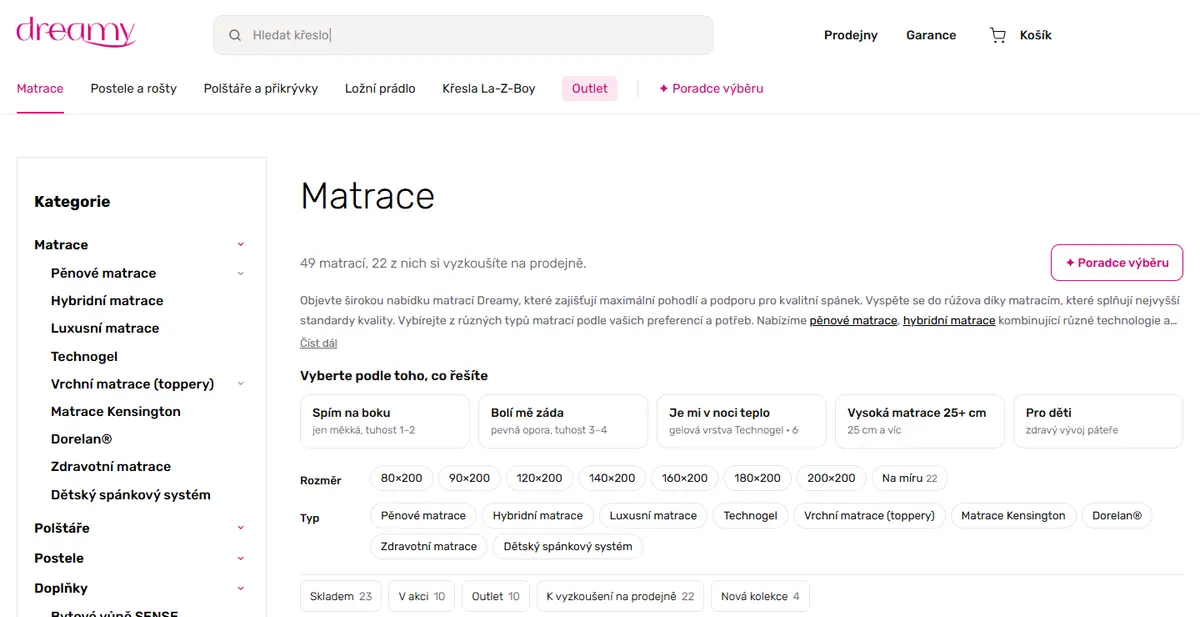 dreamy
Hledat křeslo|
Prodejny
Garance
Košík
Matrace
Postele a rošty
Polštáře a přikrývky
Ložní prádlo
Křesla La-Z-Boy
Outlet
✦ Poradce výběru
Kategorie
Matrace
Pěnové matrace
Hybridní matrace
Luxusní matrace
Technogel
Vrchní matrace (toppery)
Matrace Kensington
Dorelan®
Zdravotní matrace
Dětský spánkový systém
Polštáře
Postele
Doplňky
Bytové vůně SENSE
Matrace
49 matrací, 22 z nich si vyzkoušíte na prodejně.
✦ Poradce výběru
Objevte širokou nabídku matrací Dreamy, které zajišťují maximální pohodlí a podporu pro kvalitní spánek. Vyspěte se do růžova díky matracím, které splňují nejvyšší
standardy kvality. Vybírejte z různých typů matrací podle vašich preferencí a potřeb. Nabízíme pěnové matrace, hybridní matrace kombinující různé technologie a...
Číst dál
Vyberte podle toho, co řešíte
Spím na boku
jen měkká, tuhost 1–2
Bolí mě záda
pevná opora, tuhost 3–4
Je mi v noci teplo
gelová vrstva Technogel • 6
Vysoká matrace 25+ cm
25 cm a víc
Pro děti
zdravý vývoj páteře
Rozměr
80×200
90×200
120×200
140×200
160×200
180×200
200×200
Na míru 22
Typ
Pěnové matrace
Hybridní matrace
Luxusní matrace
Technogel
Vrchní matrace (toppery)
Matrace Kensington
Dorelan®
Zdravotní matrace
Dětský spánkový systém
Skladem 23
V akci 10
Outlet 10
K vyzkoušení na prodejně 22
Nová kolekce 4